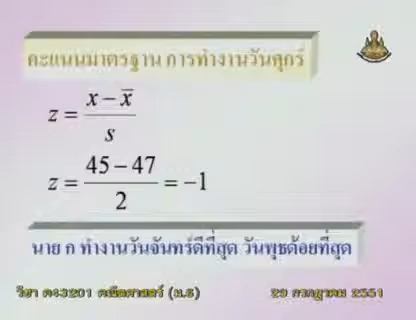 คะแนนมาตรฐาน การทำงานวันศุกร์
z = (x − x̄) / s
z = (45 − 47) / 2 = −1
นาย ก ทำงานวันจันทร์ดีที่สุด วันพุธด้อยที่สุด
วิชา ค43201 คณิตศาสตร์ (ม.6) 29 กรกฎาคม 2551